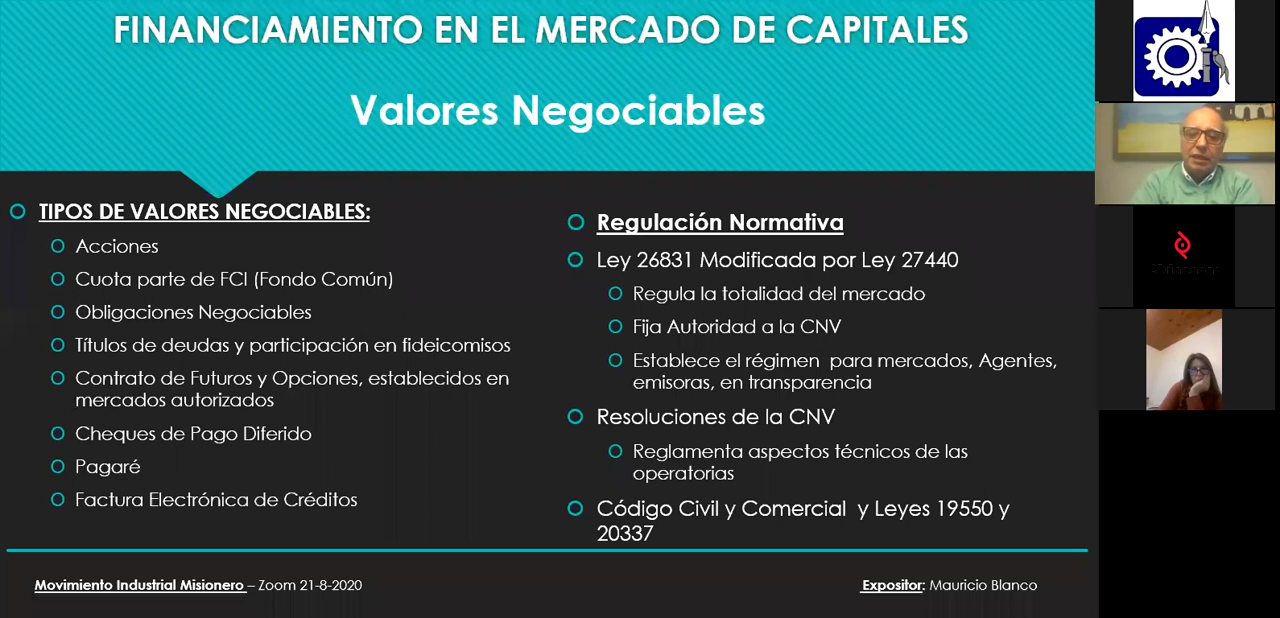 FINANCIAMIENTO EN EL MERCADO DE CAPITALES
Valores Negociables
TIPOS DE VALORES NEGOCIABLES:
Acciones
Cuota parte de FCI (Fondo Común)
Obligaciones Negociables
Títulos de deudas y participación en fideicomisos
Contrato de Futuros y Opciones, establecidos en
mercados autorizados
Cheques de Pago Diferido
Pagaré
Factura Electrónica de Créditos
Regulación Normativa
Ley 26831 Modificada por Ley 27440
Regula la totalidad del mercado
Fija Autoridad a la CNV
Establece el régimen para mercados, Agentes,
emisoras, en transparencia
Resoluciones de la CNV
Reglamenta aspectos técnicos de las
operatorias
Código Civil y Comercial y Leyes 19550 y
20337
Movimiento Industrial Misionero – Zoom 21-8-2020
Expositor: Mauricio Blanco